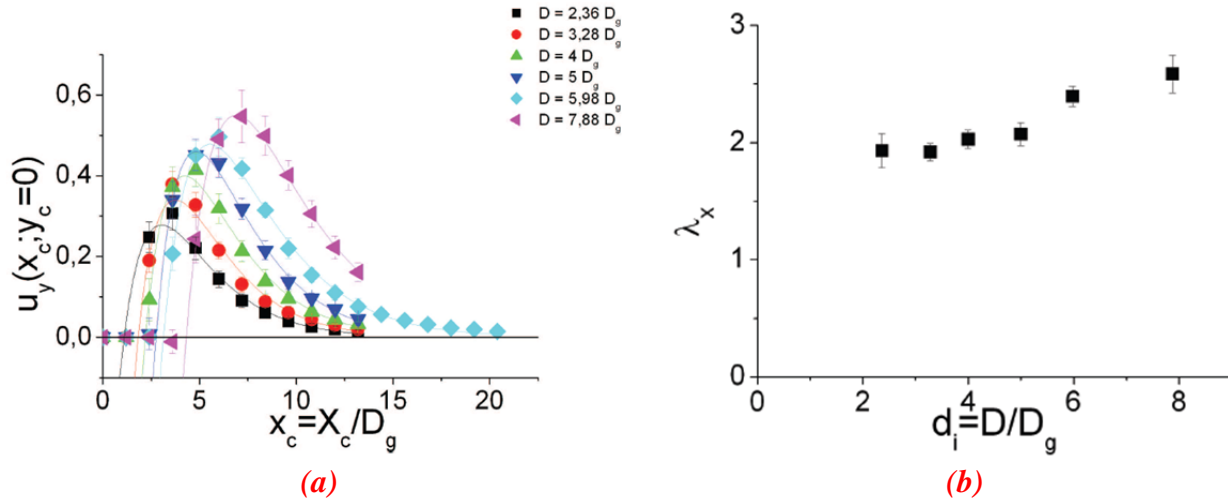 D = 2,36 D_g
D = 3,28 D_g
D = 4 D_g
D = 5 D_g
D = 5,98 D_g
D = 7,88 D_g
u_y(x_c;y_c=0)
0,6
0,4
0,2
0,0
0 5 10 15 20
x_c=X_c/D_g
(a)
λ_x
3
2
1
0
0 2 4 6 8
d_i=D/D_g
(b)